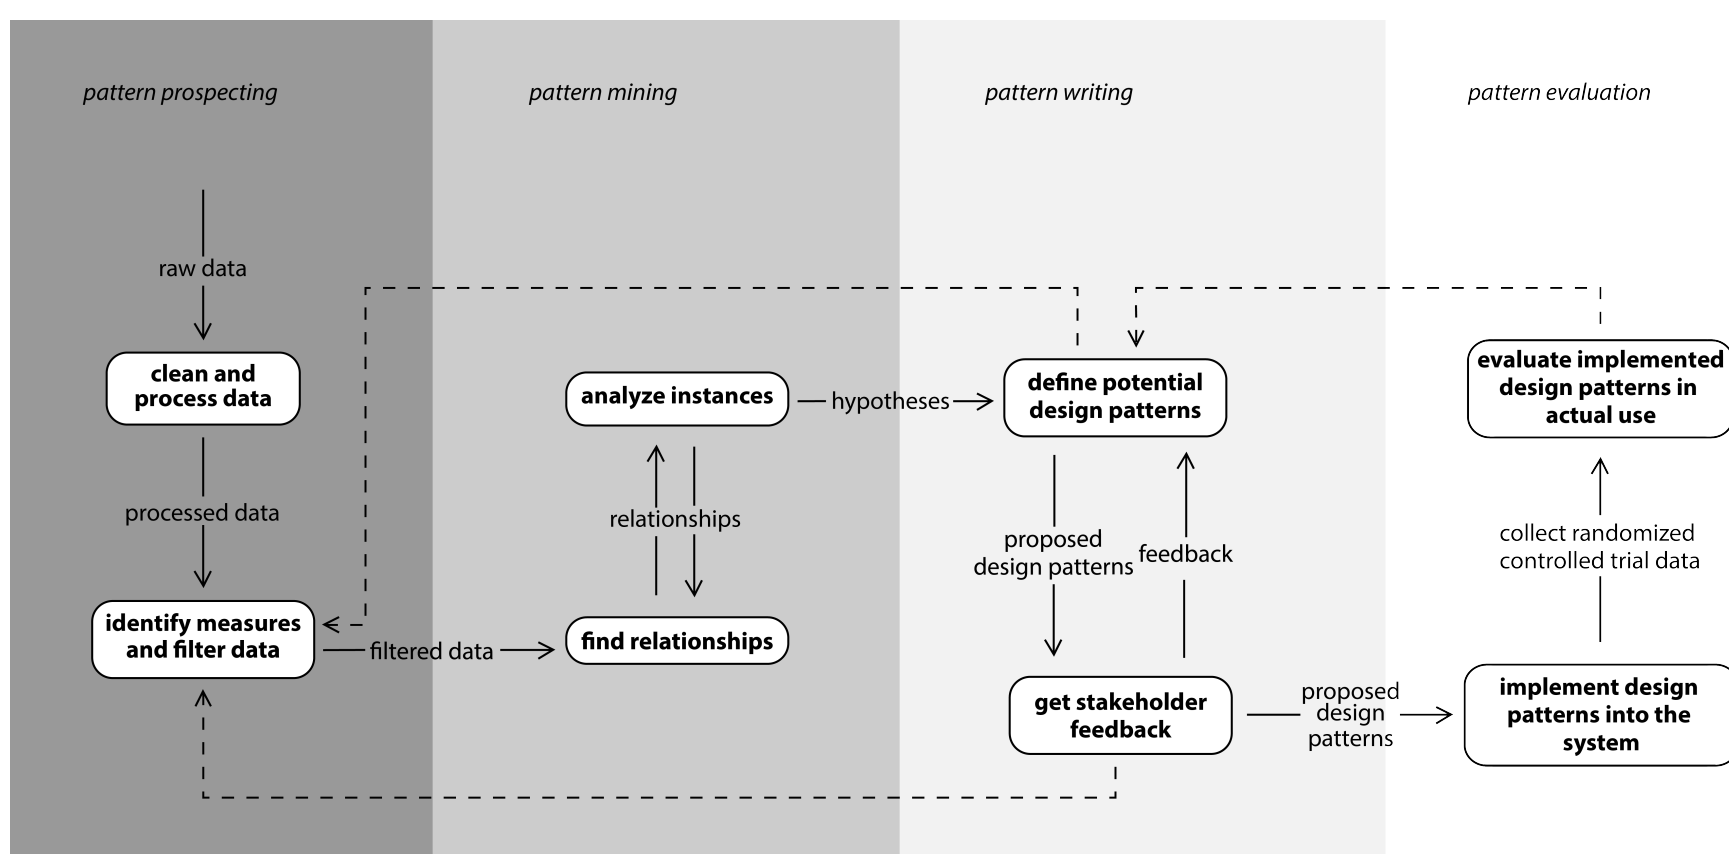 pattern prospecting
pattern mining
pattern writing
pattern evaluation
raw data
clean and
process data
processed data
identify measures
and filter data
filtered data
analyze instances
relationships
find relationships
hypotheses
define potential
design patterns
proposed
design patterns
feedback
get stakeholder
feedback
proposed
design
patterns
evaluate implemented
design patterns in
actual use
collect randomized
controlled trial data
implement design
patterns into the
system